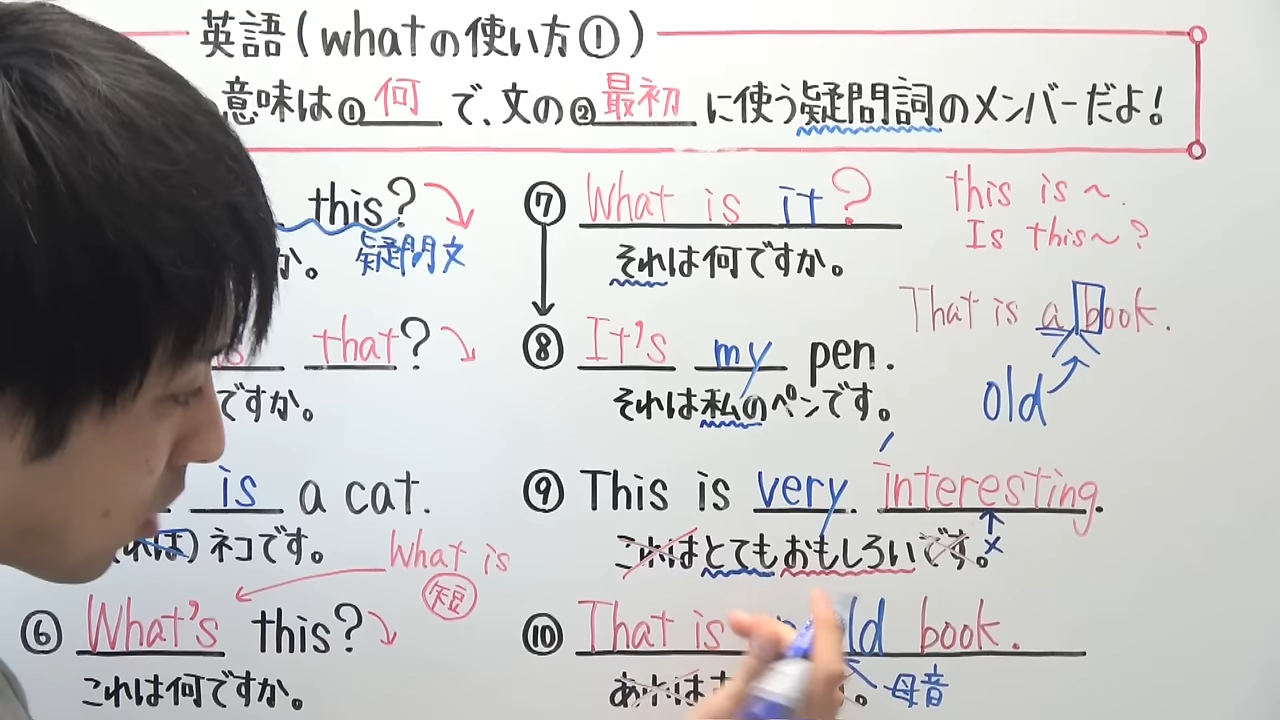 英語(whatの使い方①)
意味は①何で、文の②最初に使う疑問詞のメンバーだよ!
this?
疑問文
か。
that?
ですか。
is a cat.
ネコです。
What is
短
⑥ What's this?
これは何ですか。
⑦ What is it?
それは何ですか。
⑧ It's my pen.
それは私のペンです。
⑨ This is very interesting.
これはとてもおもしろいです。
×
⑩ That is old book.
あれは
母音
this is ~.
Is this~?
That is a book.
old